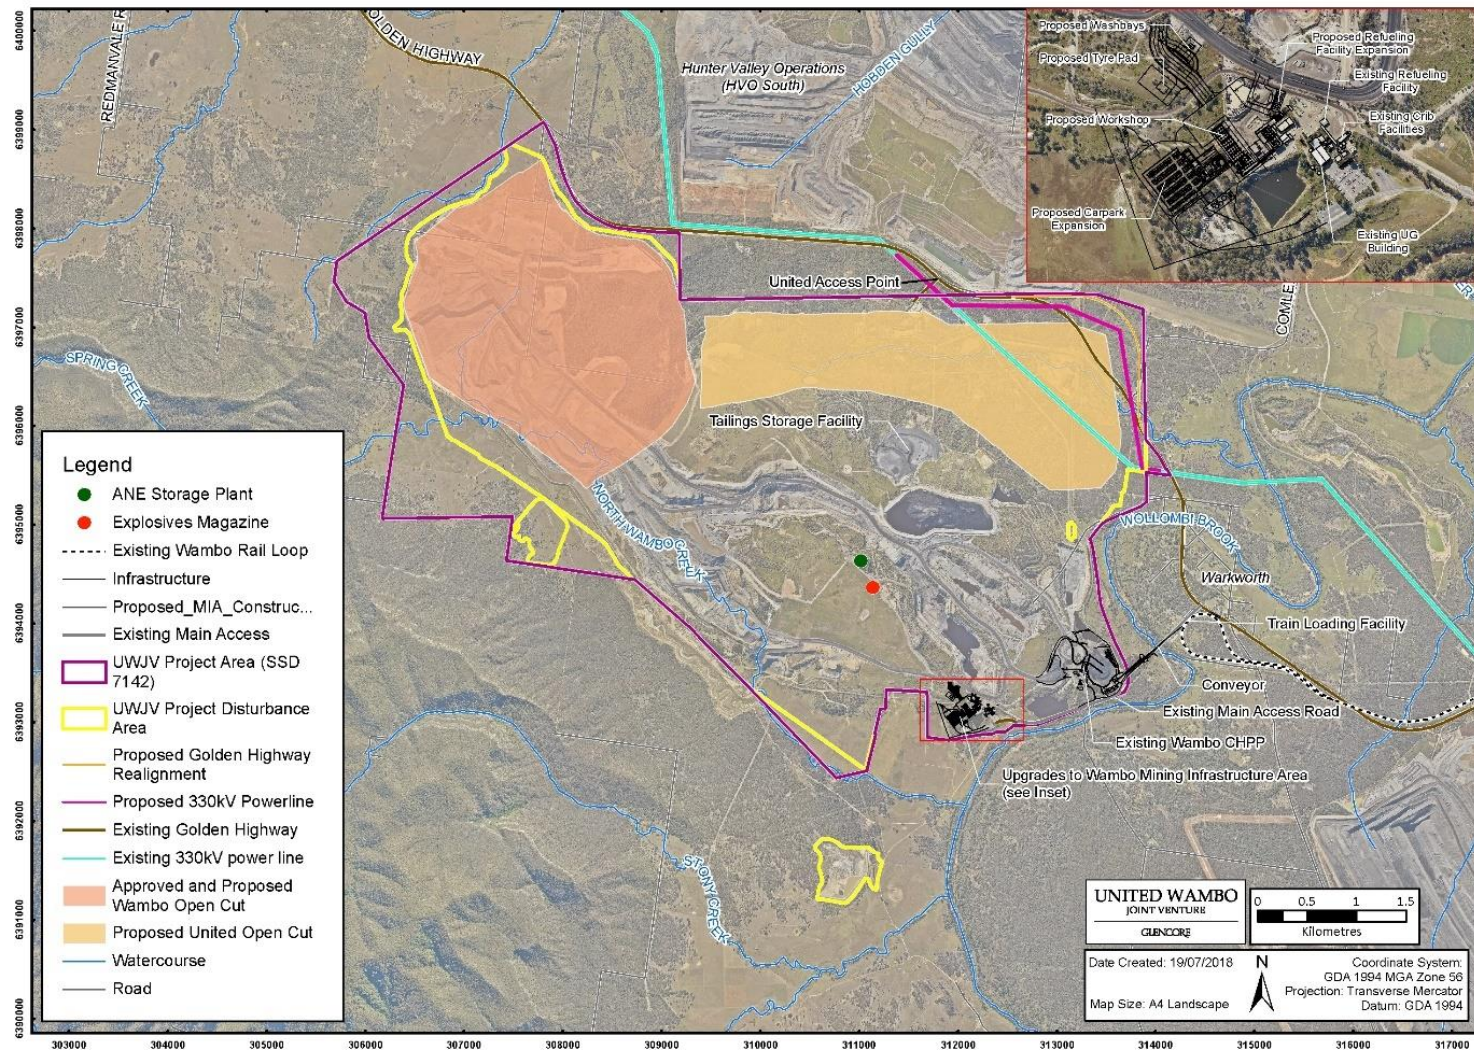 6400000
6399000
6398000
6397000
6396000
6395000
6394000
6393000
6392000
6391000
6390000
REDMANVALE R
OLDEN HIGHWAY
Hunter Valley Operations
(HVO South)
HOBDEN GULLY
Proposed Washbays
Proposed Tyre Pad
Proposed Workshop
Proposed Carpark
Expansion
Proposed Refueling
Facility Expansion
Existing Refueling
Facility
Existing Crib
Facilities
Existing UG
Building
United Access Point
COMLE
ER
SPRING CREEK
Tailings Storage Facility
NORTH WAMBO CREEK
WOLLOMBI BROOK
Warkworth
Train Loading Facility
Conveyor
Existing Main Access Road
Existing Wambo CHPP
Upgrades to Wambo Mining Infrastructure Area
(see Inset)
STONY CREEK
Legend
ANE Storage Plant
Explosives Magazine
Existing Wambo Rail Loop
Infrastructure
Proposed_MIA_Construc...
Existing Main Access
UWJV Project Area (SSD
7142)
UWJV Project Disturbance
Area
Proposed Golden Highway
Realignment
Proposed 330kV Powerline
Existing Golden Highway
Existing 330kV power line
Approved and Proposed
Wambo Open Cut
Proposed United Open Cut
Watercourse
Road
UNITED WAMBO
JOINT VENTURE
GLENCORE
0 0.5 1 1.5
Kilometres
Date Created: 19/07/2018
Map Size: A4 Landscape
N
Coordinate System:
GDA 1994 MGA Zone 56
Projection: Transverse Mercator
Datum: GDA 1994
303000 304000 305000 306000 307000 308000 309000 310000 311000 312000 313000 314000 315000 316000 317000